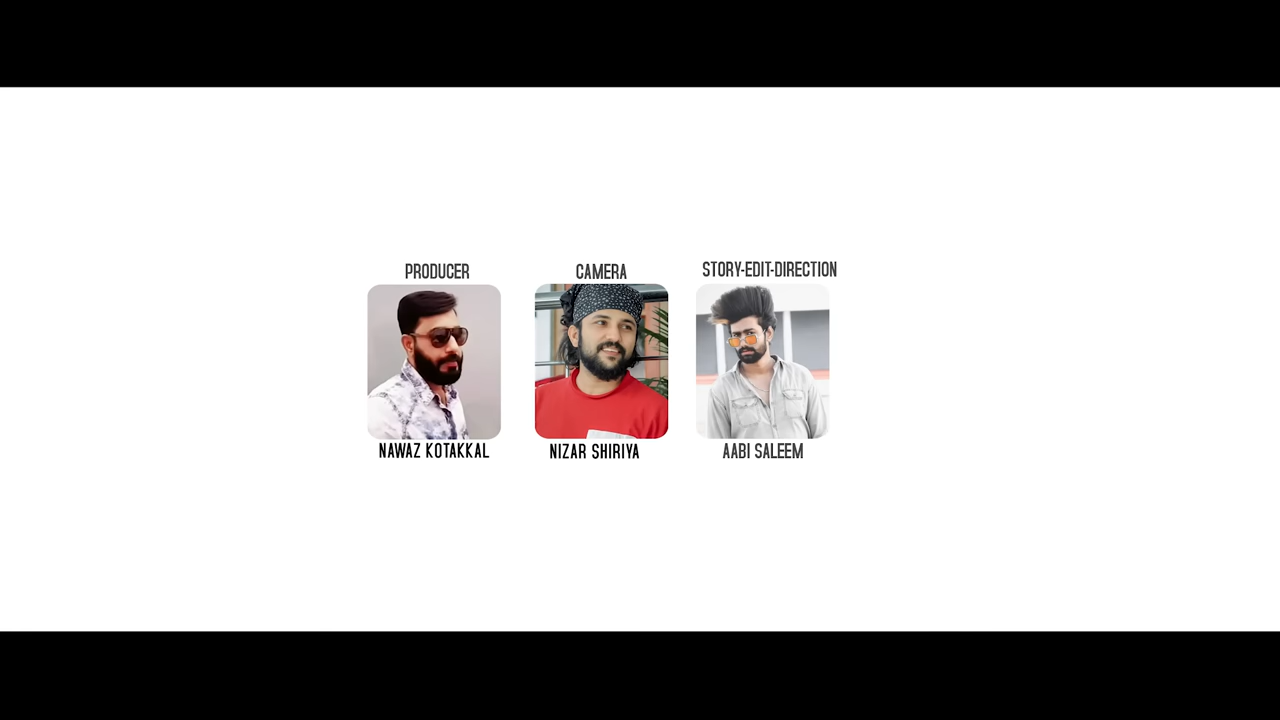 PRODUCER
NAWAZ KOTAKKAL
CAMERA
NIZAR SHIRIYA
STORY-EDIT-DIRECTION
AABI SALEEM